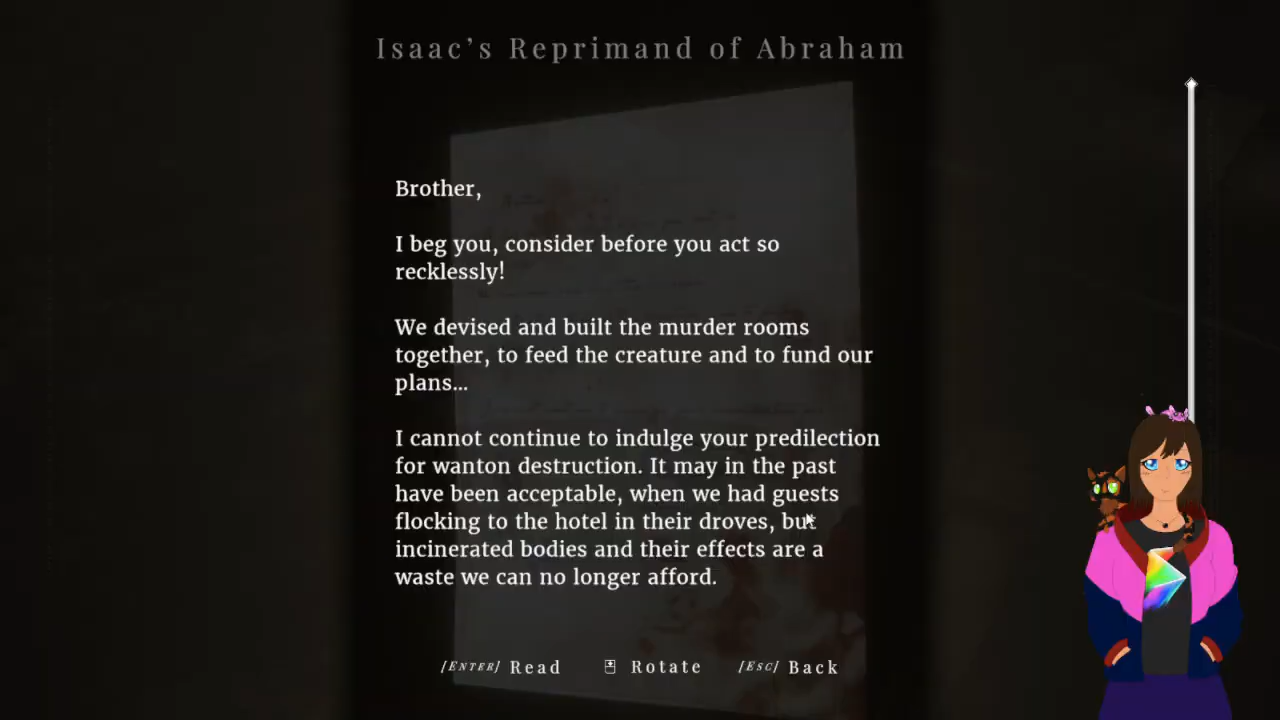 Isaac’s Reprimand of Abraham
Brother,
I beg you, consider before you act so
recklessly!
We devised and built the murder rooms
together, to feed the creature and to fund our
plans...
I cannot continue to indulge your predilection
for wanton destruction. It may in the past
have been acceptable, when we had guests
flocking to the hotel in their droves, but
incinerated bodies and their effects are a
waste we can no longer afford.
[ENTER] Read Rotate [ESC] Back